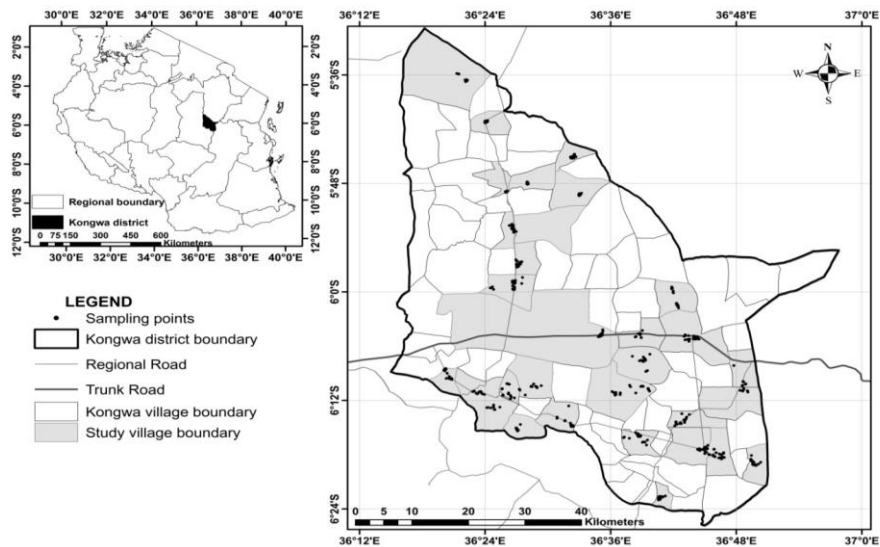 30°0'E 32°0'E 34°0'E 36°0'E 38°0'E 40°0'E
2°0'S 2°0'S
4°0'S 4°0'S
6°0'S 6°0'S
8°0'S 8°0'S
10°0'S 10°0'S
12°0'S 12°0'S
Regional boundary
Kongwa district
0 75 150 300 450 600
Kilometers
30°0'E 32°0'E 34°0'E 36°0'E 38°0'E 40°0'E
LEGEND
Sampling points
Kongwa district boundary
Regional Road
Trunk Road
Kongwa village boundary
Study village boundary
36°12'E 36°24'E 36°36'E 36°48'E 37°0'E
N
W E
S
5°36'S
5°48'S
6°0'S
6°12'S
6°24'S
0 5 10 20 30 40
Kilometers
36°12'E 36°24'E 36°36'E 36°48'E 37°0'E